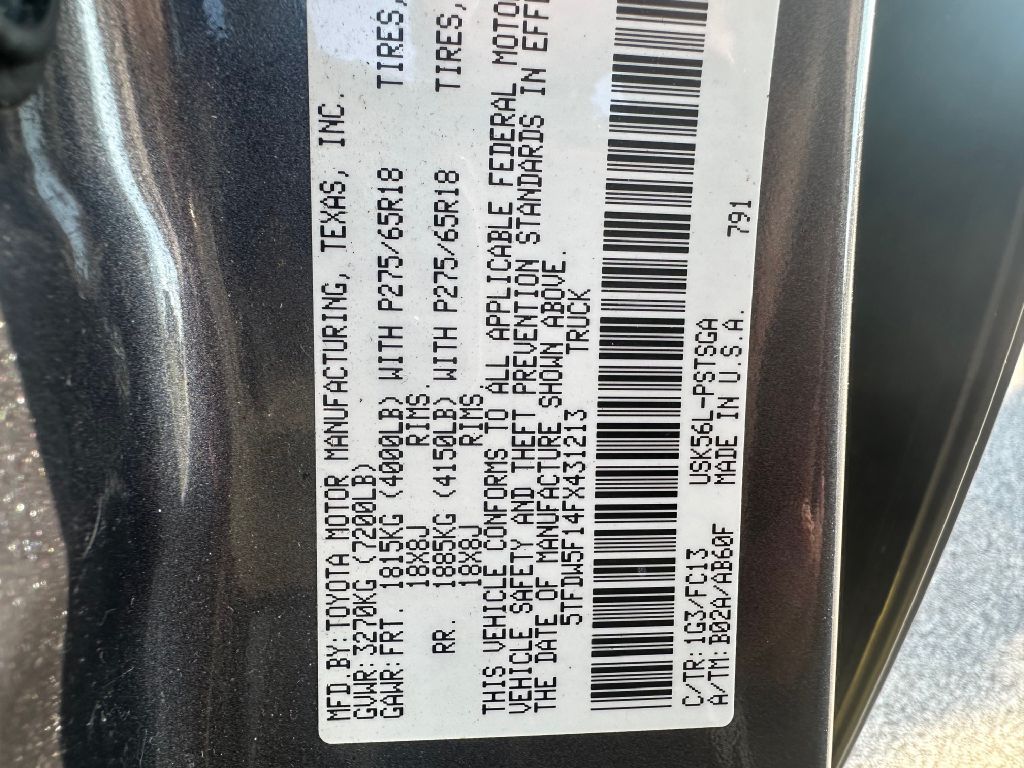 MFD.BY:TOYOTA MOTOR MANUFACTURING, TEXAS, INC.
GVWR:3270KG (7200LB)
GAWR:FRT. 1815KG (4000LB) WITH P275/65R18 TIRES,
18X8J RIMS.
RR. 1885KG (4150LB) WITH P275/65R18 TIRES,
18X8J RIMS
THIS VEHICLE CONFORMS TO ALL APPLICABLE FEDERAL MOTO
VEHICLE SAFETY AND THEFT PREVENTION STANDARDS IN EFF
THE DATE OF MANUFACTURE SHOWN ABOVE.
5TFDW5F14FX431213 TRUCK
C/TR: 1G3/FC13 USK56L-PSTSGA
A/TM: B02A/AB60F MADE IN U.S.A. 791